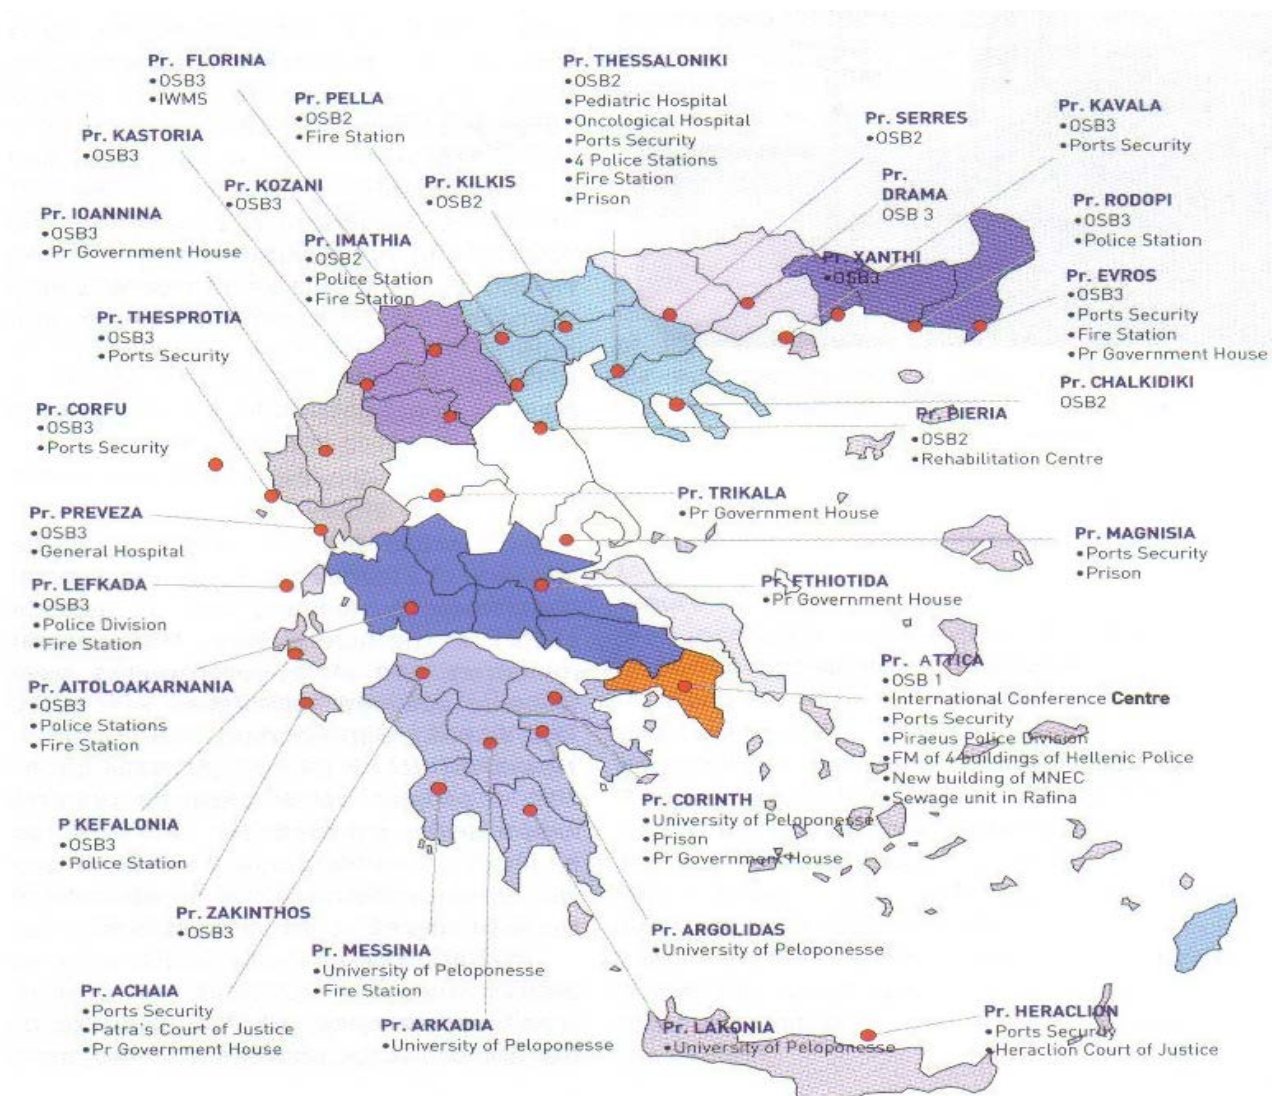 Pr. FLORINA
•OSB3
•IWMS
Pr. PELLA
•OSB2
•Fire Station
Pr. THESSALONIKI
•OSB2
•Pediatric Hospital
•Oncological Hospital
•Ports Security
•4 Police Stations
•Fire Station
•Prison
Pr. SERRES
•OSB2
Pr. KAVALA
•OSB3
•Ports Security
Pr. KASTORIA
•OSB3
Pr. KOZANI
•OSB3
Pr. KILKIS
•OSB2
Pr.
DRAMA
OSB 3
Pr. RODOPI
•OSB3
•Police Station
Pr. IOANNINA
•OSB3
•Pr Government House
Pr. IMATHIA
•OSB2
•Police Station
•Fire Station
Pr. XANTHI
•OSB3
Pr. EVROS
•OSB3
•Ports Security
•Fire Station
•Pr Government House
Pr. THESPROTIA
•OSB3
•Ports Security
Pr. CHALKIDIKI
OSB2
Pr. CORFU
•OSB3
•Ports Security
Pr. PIERIA
•OSB2
•Rehabilitation Centre
Pr. TRIKALA
•Pr Government House
Pr. PREVEZA
•OSB3
•General Hospital
Pr. MAGNISIA
•Ports Security
•Prison
Pr. LEFKADA
•OSB3
•Police Division
•Fire Station
Pr. ETHIOTIDA
•Pr Government House
Pr. ATTICA
•OSB 1
•International Conference Centre
•Ports Security
•Piraeus Police Division
•FM of 4 buildings of Hellenic Police
•New building of MNEC
•Sewage unit in Rafina
Pr. AITOLOAKARNANIA
•OSB3
•Police Stations
•Fire Station
Pr. CORINTH
•University of Peloponesse
•Prison
•Pr Government House
P KEFALONIA
•OSB3
•Police Station
Pr. ZAKINTHOS
•OSB3
Pr. ARGOLIDAS
•University of Peloponesse
Pr. MESSINIA
•University of Peloponesse
•Fire Station
Pr. ACHAIA
•Ports Security
•Patra's Court of Justice
•Pr Government House
Pr. ARKADIA
•University of Peloponesse
Pr. LAKONIA
•University of Peloponesse
Pr. HERACLION
•Ports Security
•Heraclion Court of Justice